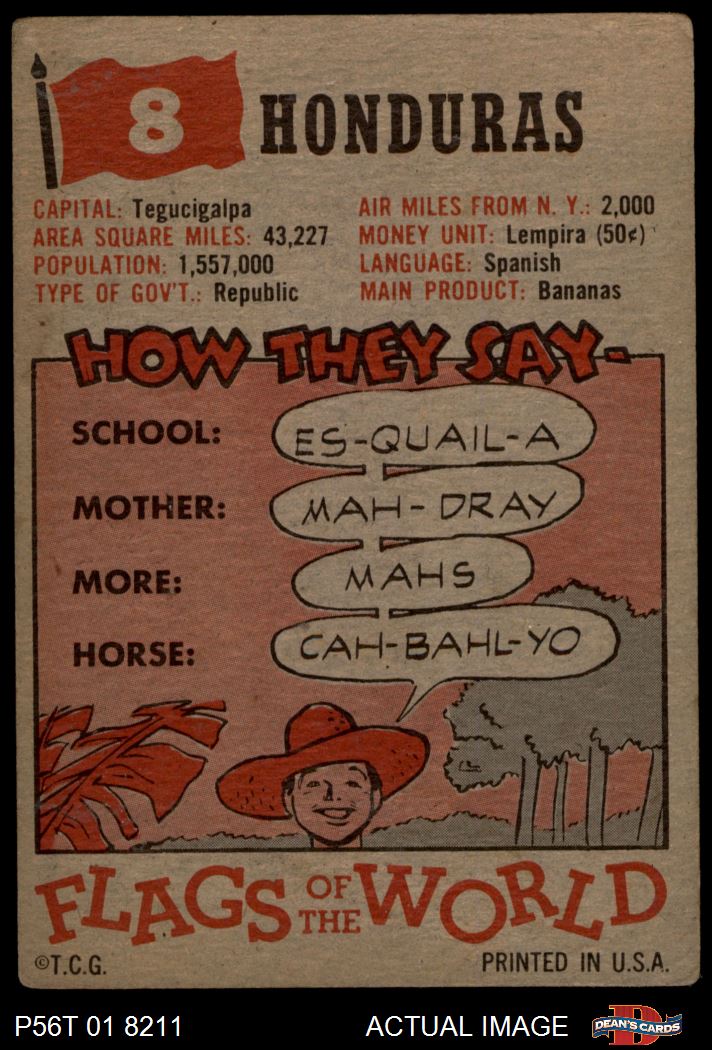 8 HONDURAS
CAPITAL: Tegucigalpa
AREA SQUARE MILES: 43,227
POPULATION: 1,557,000
TYPE OF GOV'T.: Republic
AIR MILES FROM N. Y.: 2,000
MONEY UNIT: Lempira (50¢)
LANGUAGE: Spanish
MAIN PRODUCT: Bananas
HOW THEY SAY-
SCHOOL: ES-QUAIL-A
MOTHER: MAH-DRAY
MORE: MAHS
HORSE: CAH-BAHL-YO
FLAGS OF THE WORLD
©T.C.G. PRINTED IN U.S.A.
P56T 01 8211 ACTUAL IMAGE D DEAN'S CARDS